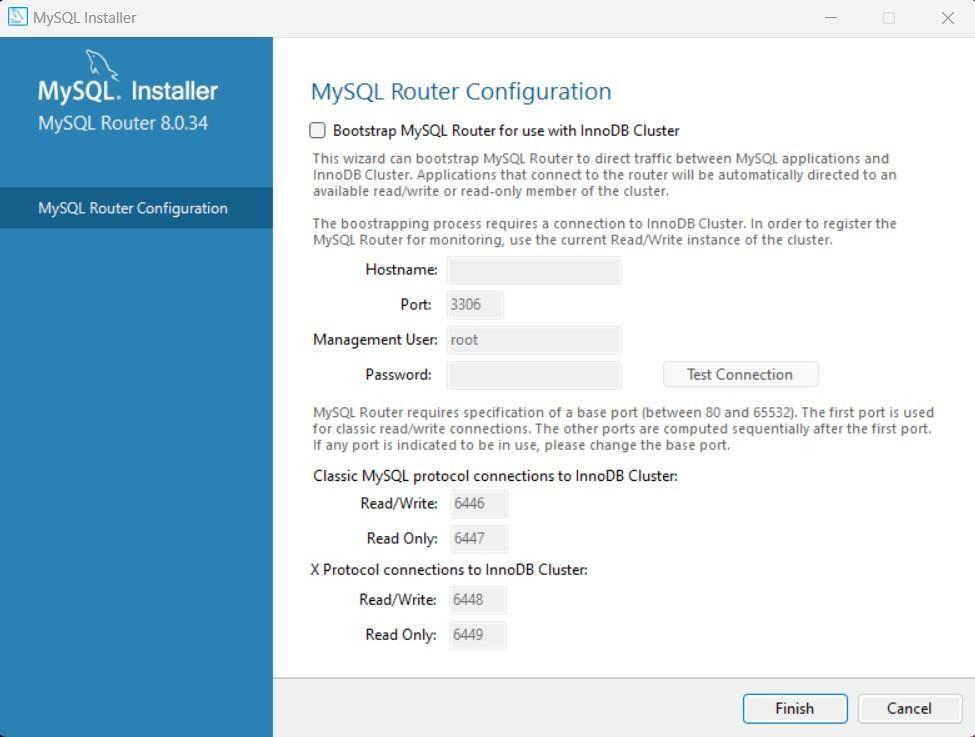 MySQL Installer
MySQL. Installer
MySQL Router 8.0.34
MySQL Router Configuration
MySQL Router Configuration
Bootstrap MySQL Router for use with InnoDB Cluster
This wizard can bootstrap MySQL Router to direct traffic between MySQL applications and
InnoDB Cluster. Applications that connect to the router will be automatically directed to an
available read/write or read-only member of the cluster.
The boostrapping process requires a connection to InnoDB Cluster. In order to register the
MySQL Router for monitoring, use the current Read/Write instance of the cluster.
Hostname:
Port: 3306
Management User: root
Password: Test Connection
MySQL Router requires specification of a base port (between 80 and 65532). The first port is used
for classic read/write connections. The other ports are computed sequentially after the first port.
If any port is indicated to be in use, please change the base port.
Classic MySQL protocol connections to InnoDB Cluster:
Read/Write: 6446
Read Only: 6447
X Protocol connections to InnoDB Cluster:
Read/Write: 6448
Read Only: 6449
Finish Cancel